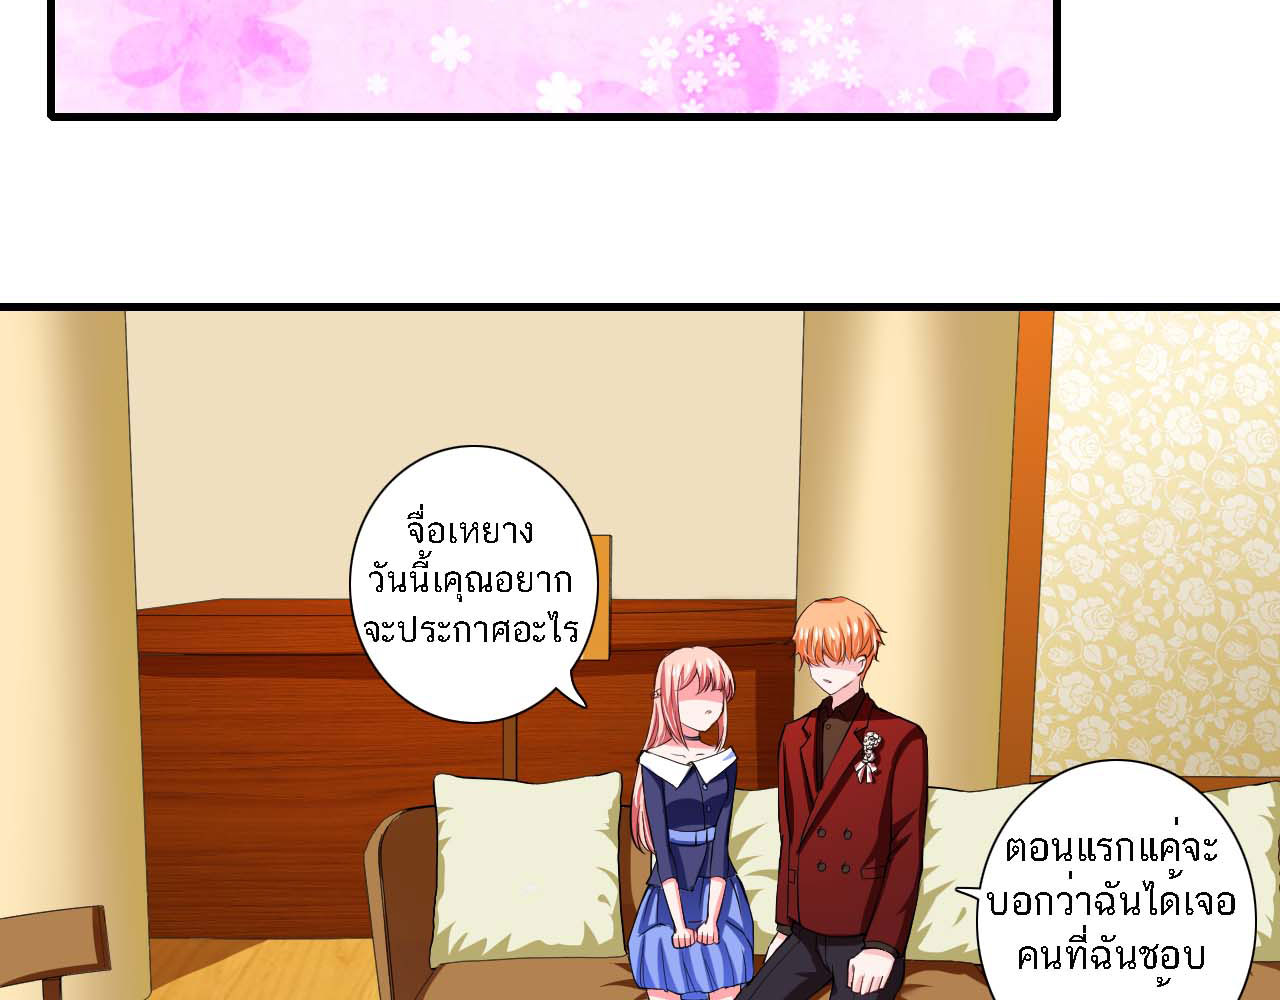 จื่อเหยาง
วันนี้เคุณอยาก
จะประกาศอะไร
ตอนแรกแค่จะ
บอกว่าฉันได้เจอ
คนที่ฉันชอบ